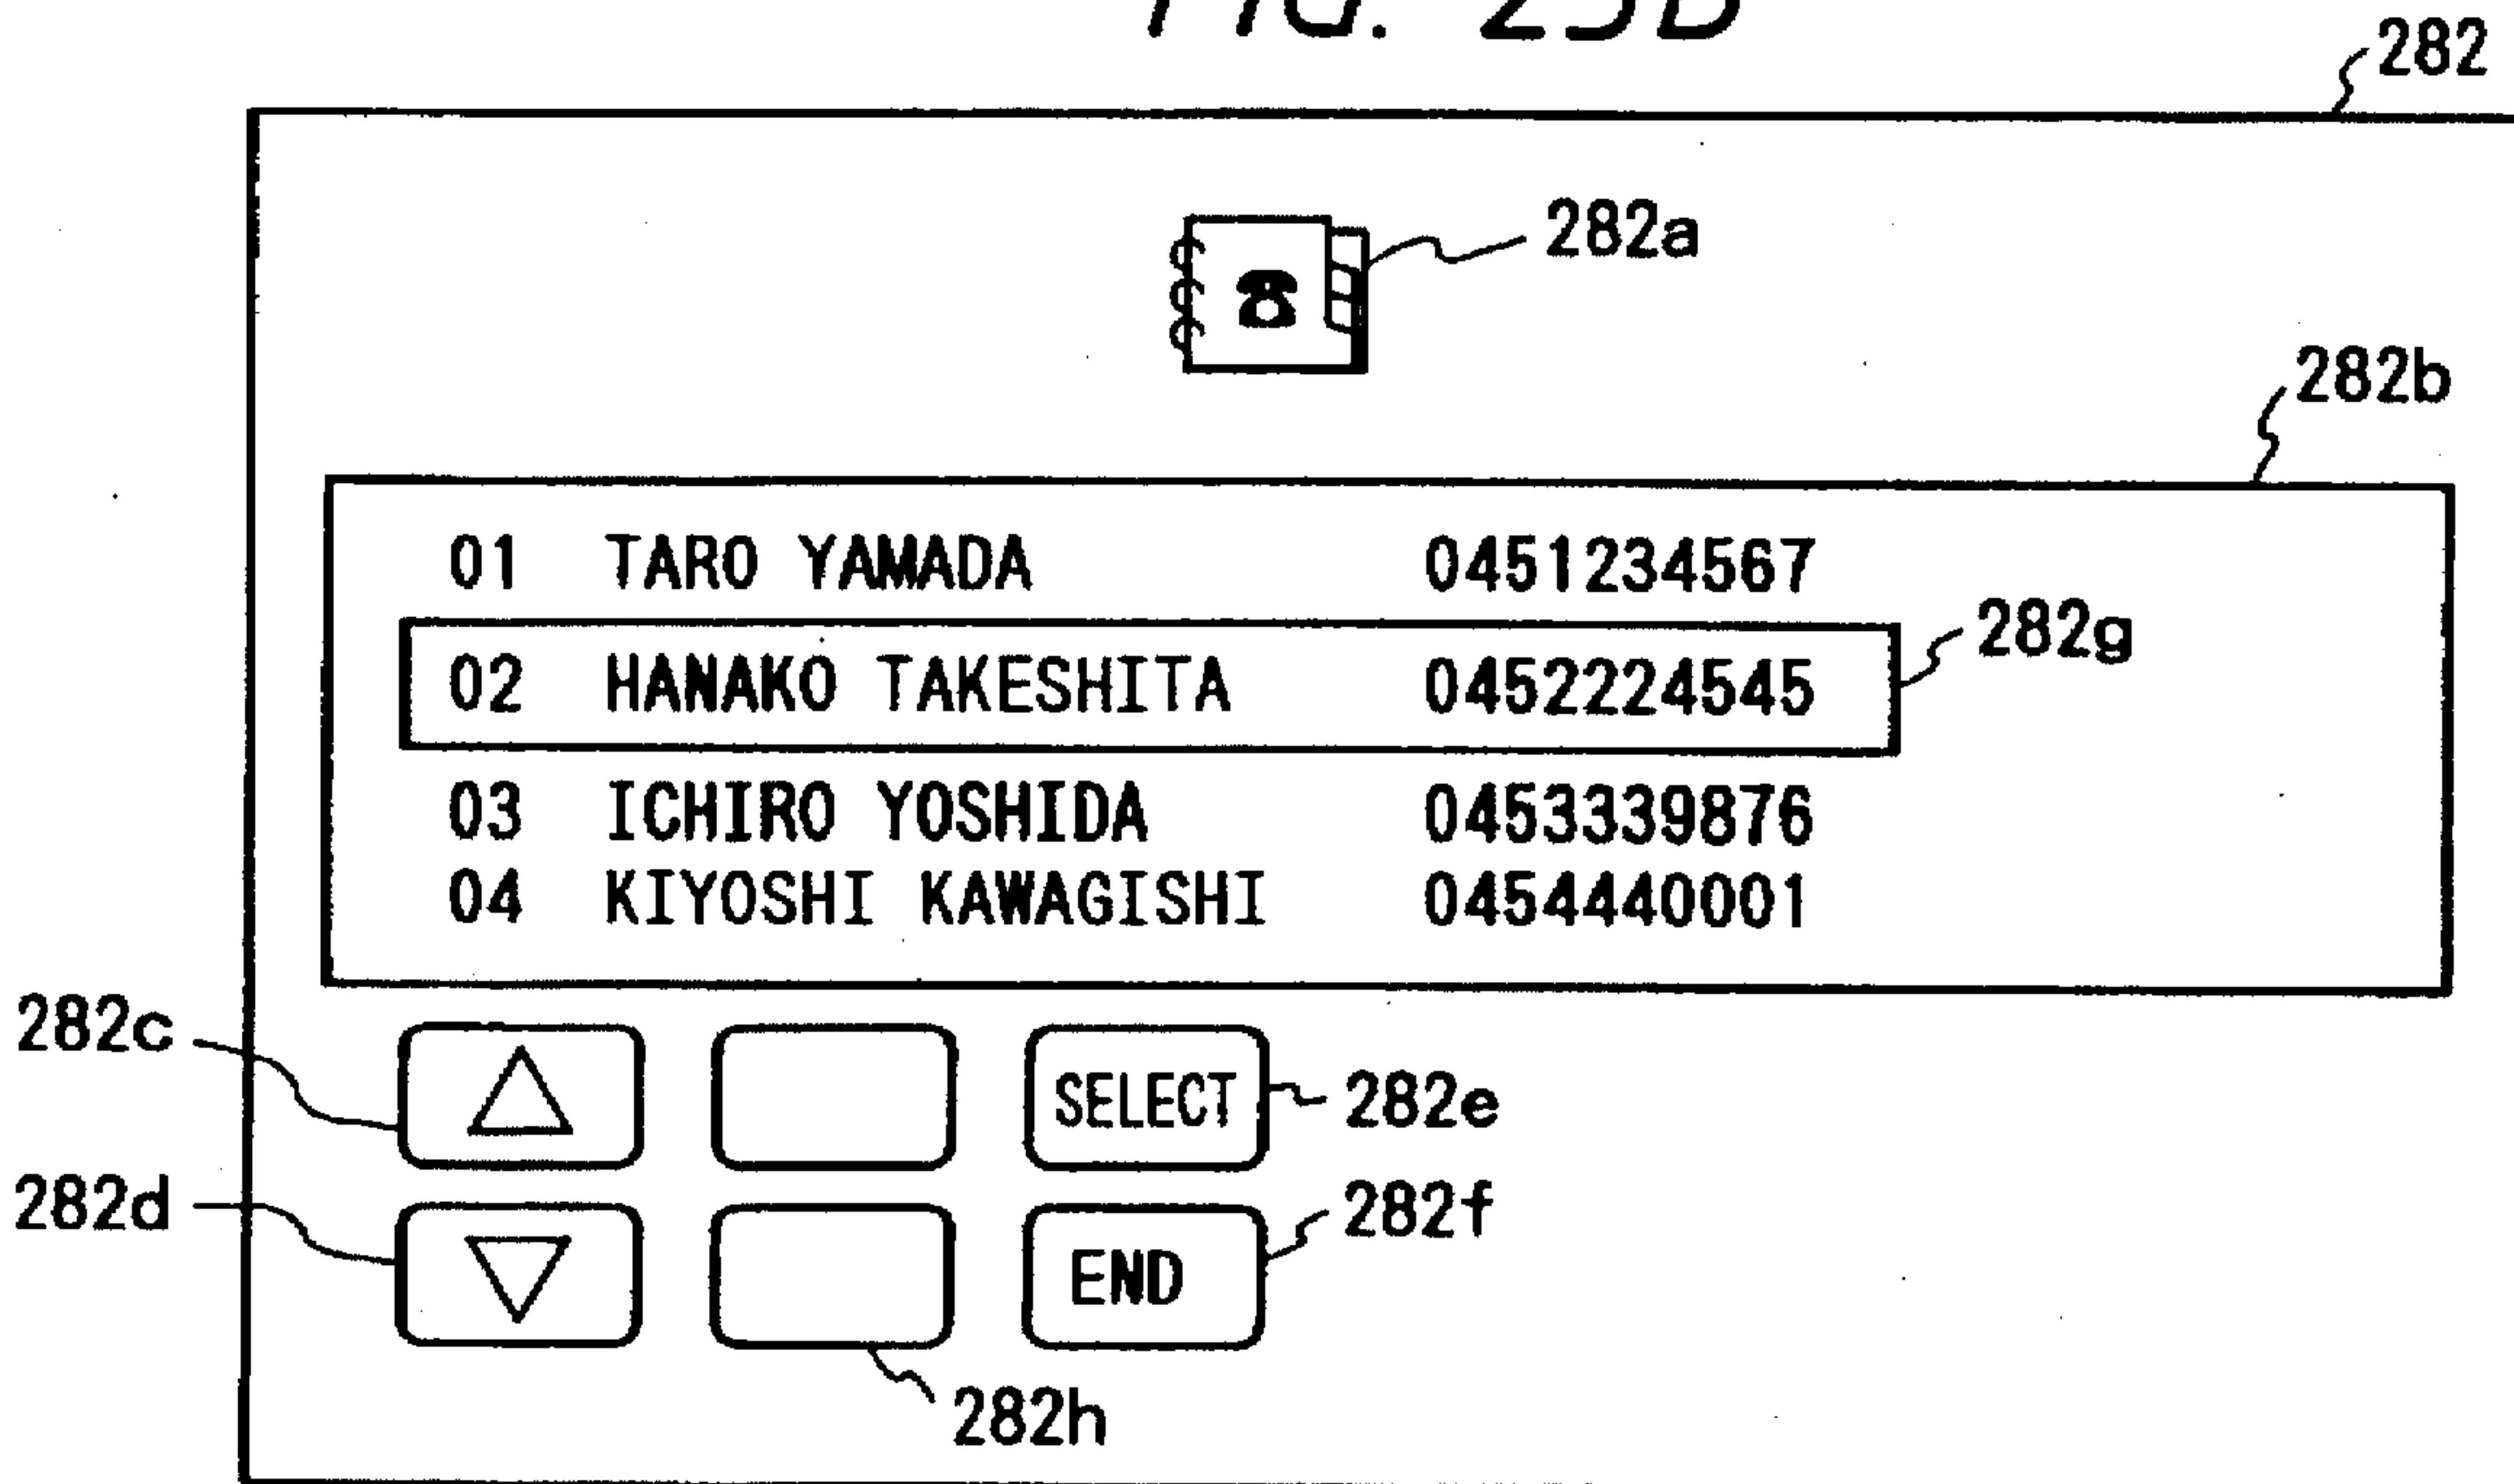 282
282a
282b
01 TARO YAMADA 0451234567
282g
02 HANAKO TAKESHITA 0452224545
03 ICHIRO YOSHIDA 0453339876
04 KIYOSHI KAWAGISHI 0454440001
282c
SELECT 282e
282d
282f
END
282h